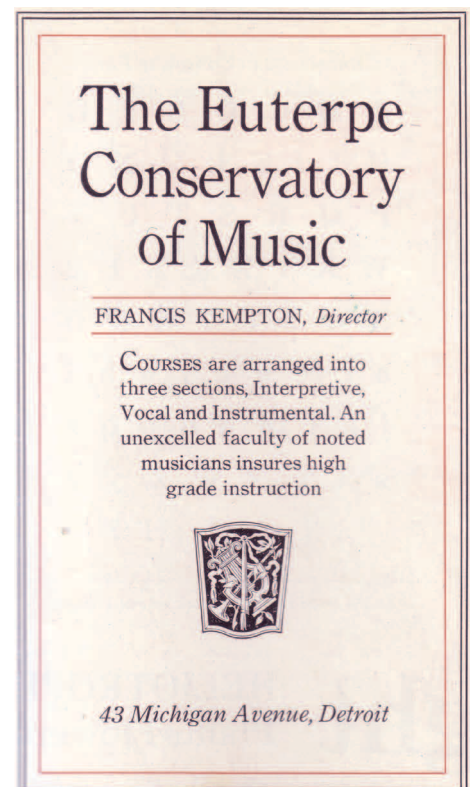 The Euterpe
Conservatory
of Music
FRANCIS KEMPTON, Director
COURSES are arranged into
three sections, Interpretive,
Vocal and Instrumental. An
unexcelled faculty of noted
musicians insures high
grade instruction
43 Michigan Avenue, Detroit